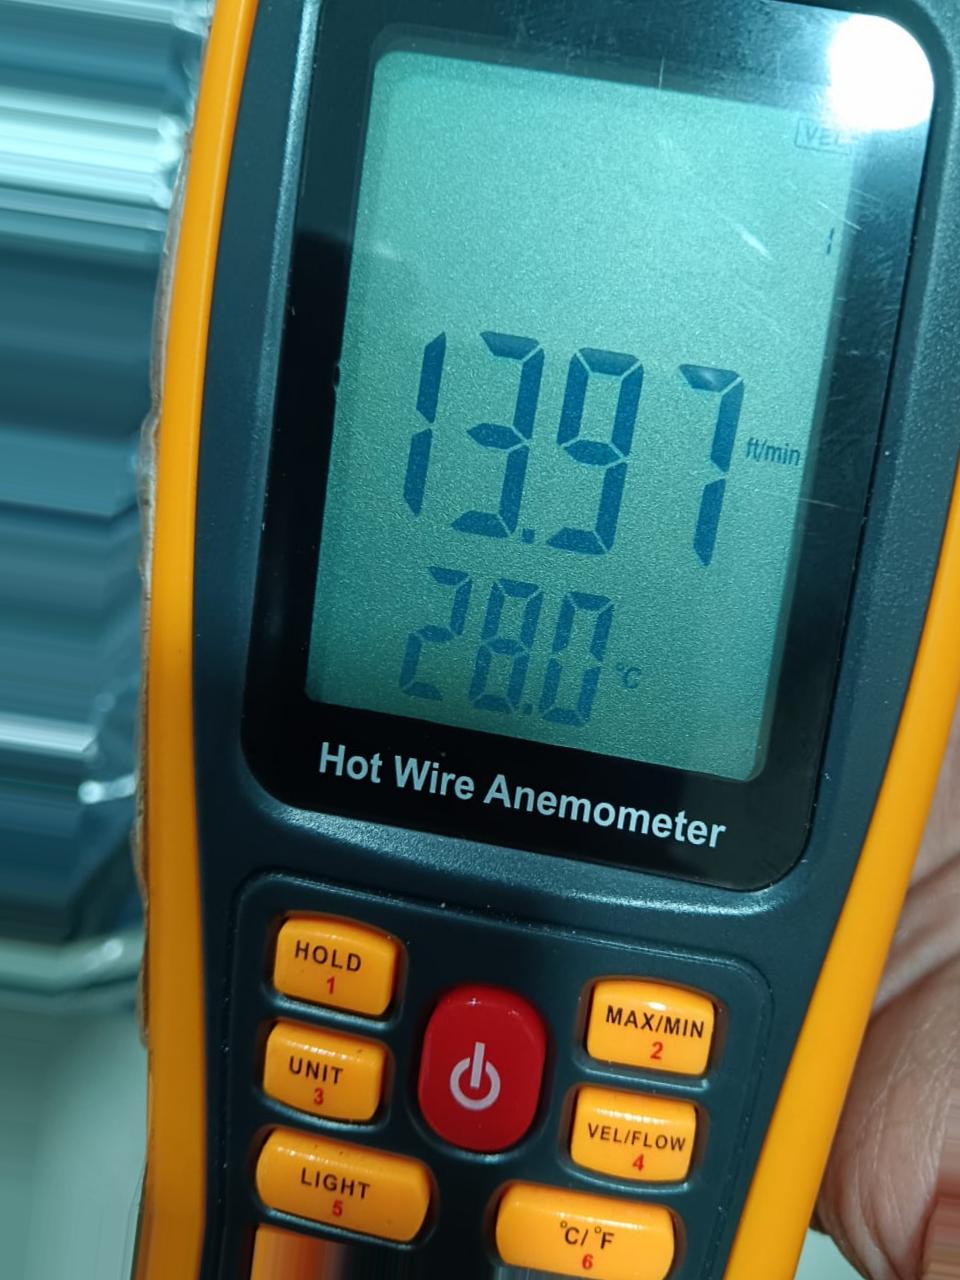 VEL
1
13.97 ft/min
28.0 °C
Hot Wire Anemometer
HOLD
1
MAX/MIN
2
UNIT
3
VEL/FLOW
4
LIGHT
5
°C/°F
6